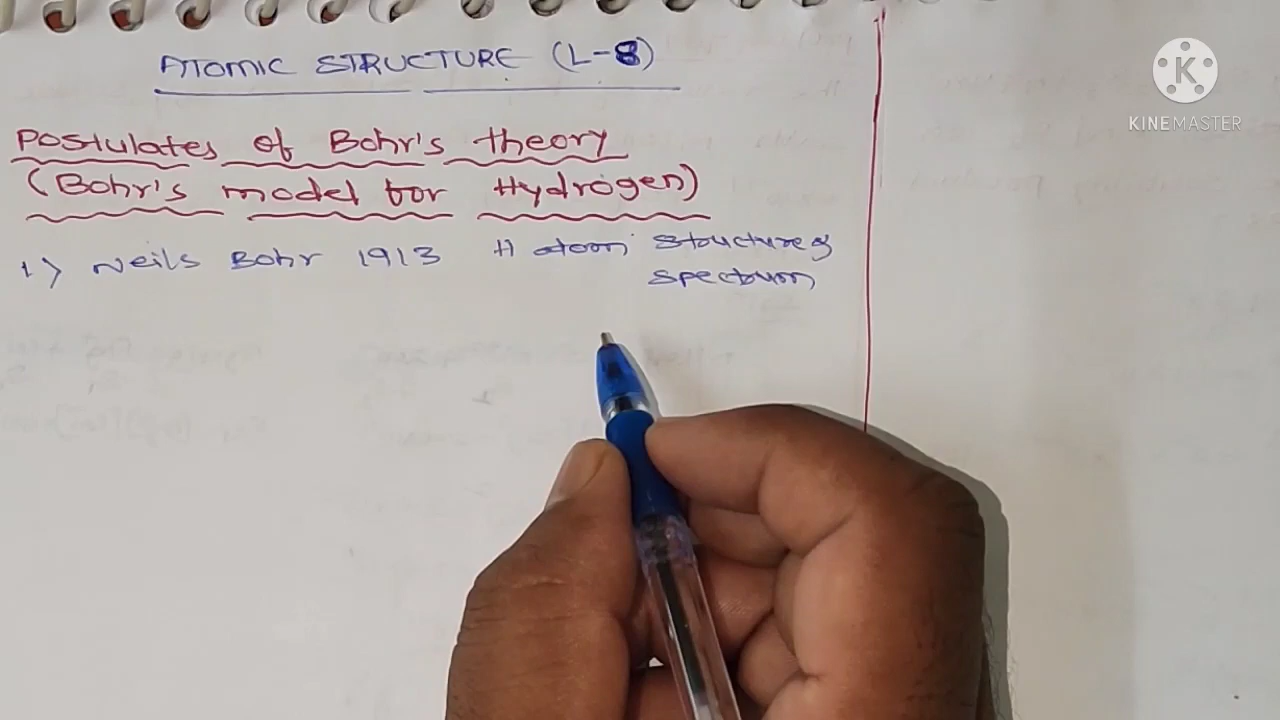 ATOMIC STRUCTURE (L-8)
Postulates of Bohr's theory
(Bohr's model for Hydrogen)
1) Neils Bohr 1913 H atom structure &
spectrum
KINEMASTER